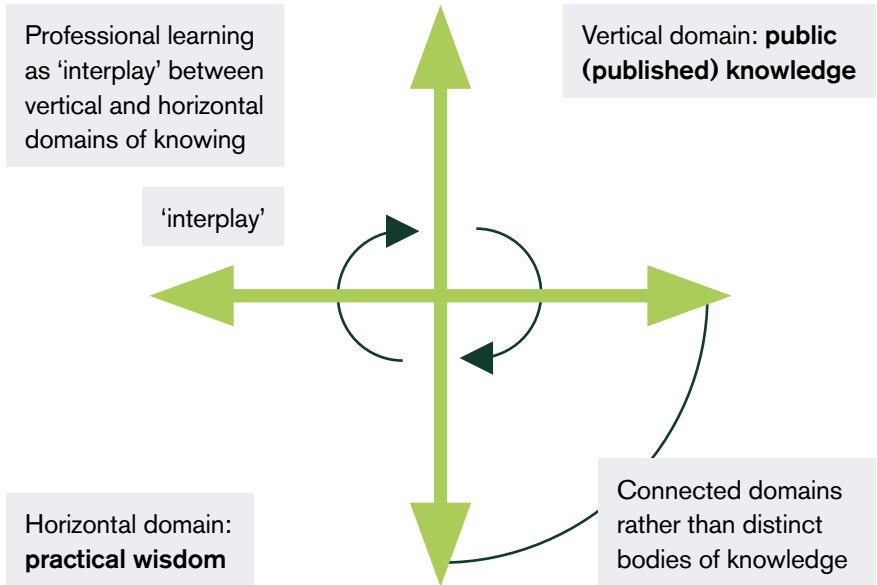 Professional learning
as ‘interplay’ between
vertical and horizontal
domains of knowing
Vertical domain: public
(published) knowledge
‘interplay’
Horizontal domain:
practical wisdom
Connected domains
rather than distinct
bodies of knowledge